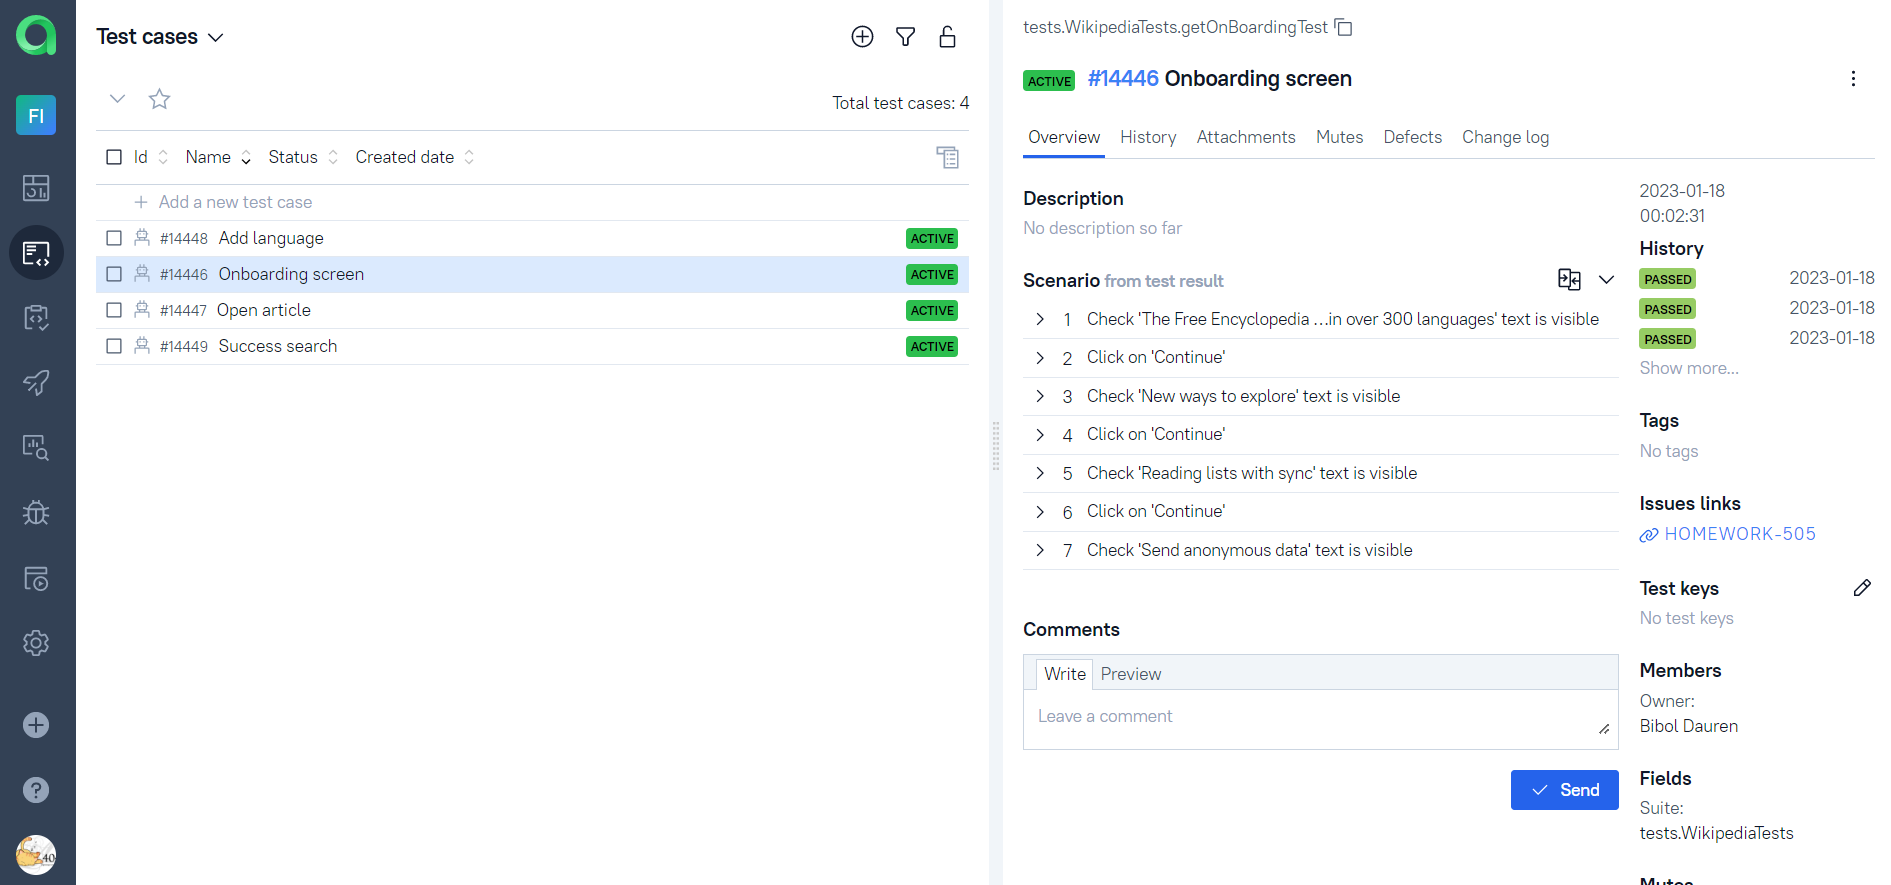 FI
40
Test cases
Total test cases: 4
Id Name Status Created date
Add a new test case
#14448 Add language ACTIVE
#14446 Onboarding screen ACTIVE
#14447 Open article ACTIVE
#14449 Success search ACTIVE
tests.WikipediaTests.getOnBoardingTest
ACTIVE #14446 Onboarding screen
Overview History Attachments Mutes Defects Change log
Description
No description so far
Scenario from test result
1 Check 'The Free Encyclopedia …in over 300 languages' text is visible
2 Click on 'Continue'
3 Check 'New ways to explore' text is visible
4 Click on 'Continue'
5 Check 'Reading lists with sync' text is visible
6 Click on 'Continue'
7 Check 'Send anonymous data' text is visible
Comments
Write Preview
Leave a comment
Send
2023-01-18
00:02:31
History
PASSED 2023-01-18
PASSED 2023-01-18
PASSED 2023-01-18
Show more...
Tags
No tags
Issues links
HOMEWORK-505
Test keys
No test keys
Members
Owner:
Bibol Dauren
Fields
Suite:
tests.WikipediaTests
Mutes